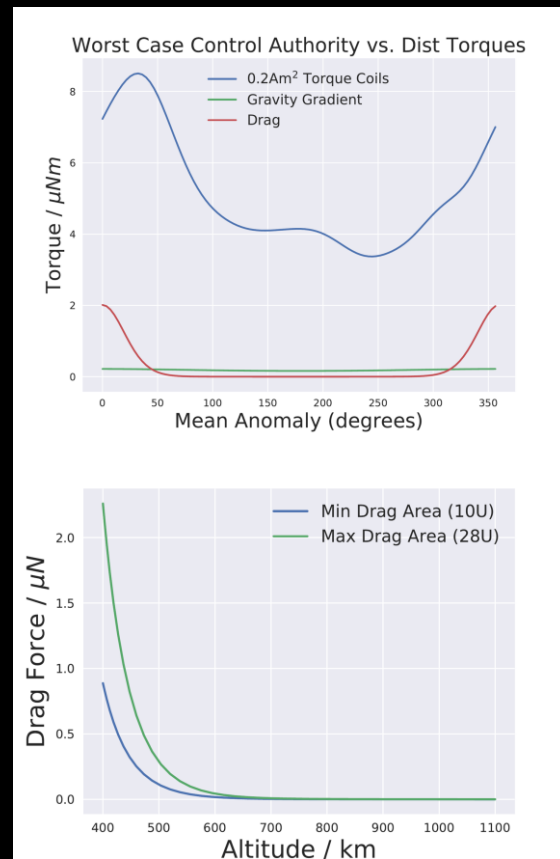 Worst Case Control Authority vs. Dist Torques
0.2Am² Torque Coils
Gravity Gradient
Drag
8
6
4
2
0
Torque / μNm
0 50 100 150 200 250 300 350
Mean Anomaly (degrees)
Min Drag Area (10U)
Max Drag Area (28U)
2.0
1.5
1.0
0.5
0.0
Drag Force / μN
400 500 600 700 800 900 1000 1100
Altitude / km